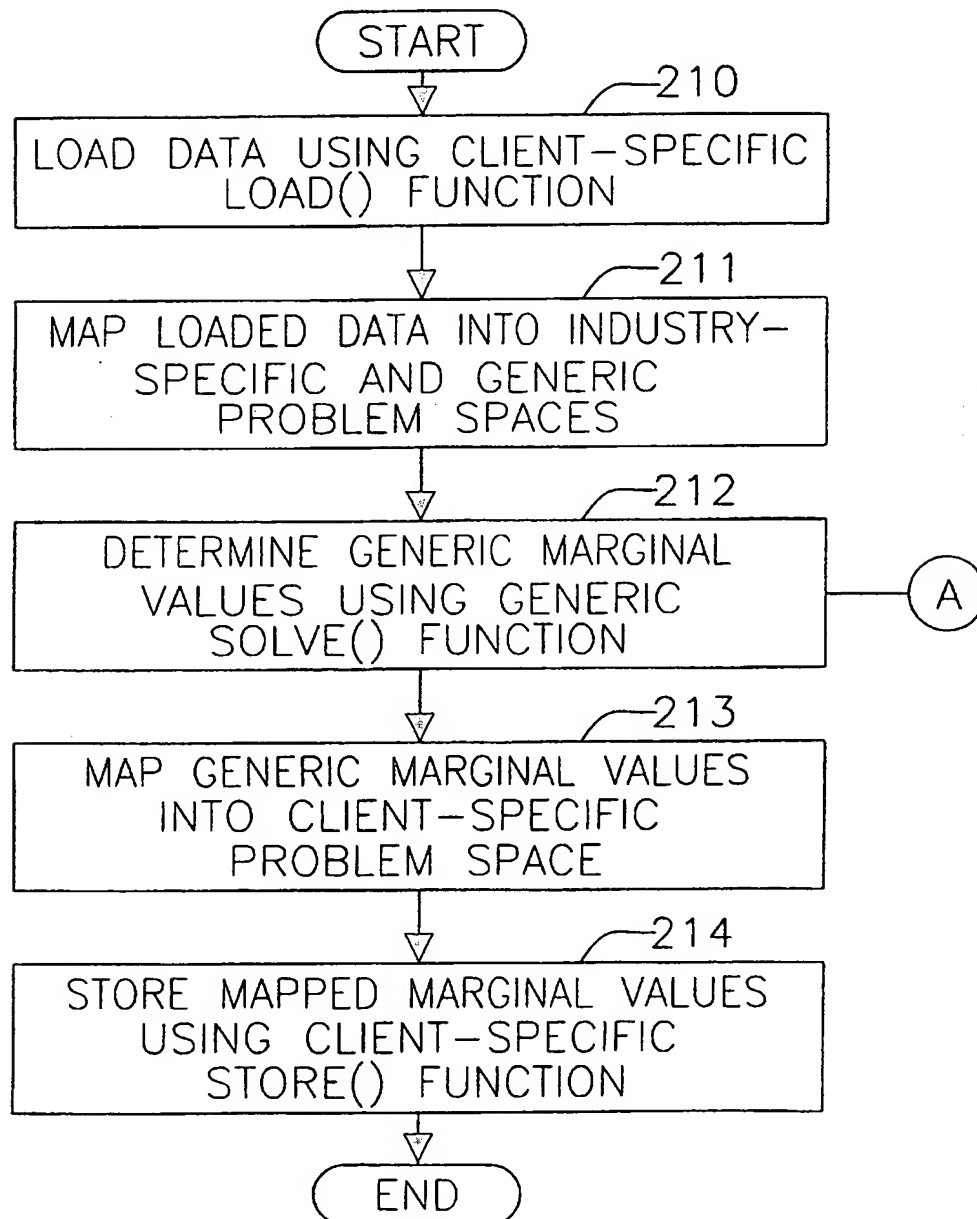 START
210
LOAD DATA USING CLIENT-SPECIFIC
LOAD() FUNCTION
211
MAP LOADED DATA INTO INDUSTRY-
SPECIFIC AND GENERIC
PROBLEM SPACES
212
DETERMINE GENERIC MARGINAL
VALUES USING GENERIC
SOLVE() FUNCTION
A
213
MAP GENERIC MARGINAL VALUES
INTO CLIENT-SPECIFIC
PROBLEM SPACE
214
STORE MAPPED MARGINAL VALUES
USING CLIENT-SPECIFIC
STORE() FUNCTION
END